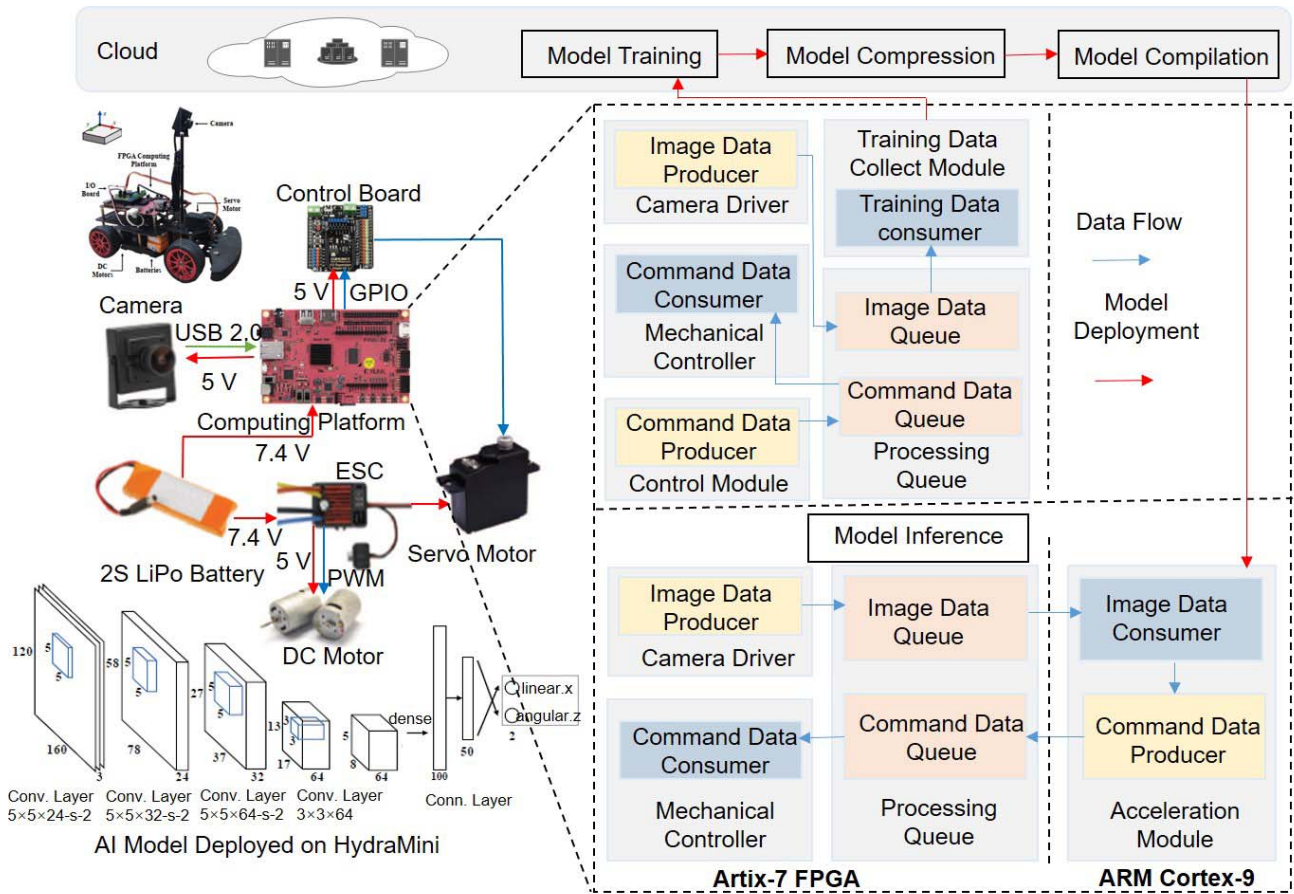 Cloud
Model Training
Model Compression
Model Compilation
Camera
FPGA Computing
Platform
I/O
Board
Servo
Motor
DC
Motors
Batteries
Control Board
5 V
GPIO
Camera
USB 2.0
5 V
Computing Platform
7.4 V
ESC
7.4 V
5 V
PWM
2S LiPo Battery
Servo Motor
DC Motor
Image Data
Producer
Camera Driver
Training Data
Collect Module
Training Data
consumer
Command Data
Consumer
Mechanical
Controller
Image Data
Queue
Command Data
Queue
Processing
Queue
Command Data
Producer
Control Module
Data Flow
Model
Deployment
Model Inference
Image Data
Producer
Camera Driver
Image Data
Queue
Image Data
Consumer
Command Data
Consumer
Mechanical
Controller
Command Data
Queue
Processing
Queue
Command Data
Producer
Acceleration
Module
Artix-7 FPGA
ARM Cortex-9
120
5
5
160
3
58
5
5
78
24
27
5
5
37
32
13
3
3
17
64
5
8
64
dense
100
50
2
linear.x
angular.z
Conv. Layer
5×5×24-s-2
Conv. Layer
5×5×32-s-2
Conv. Layer
5×5×64-s-2
Conv. Layer
3×3×64
Conn. Layer
AI Model Deployed on HydraMini